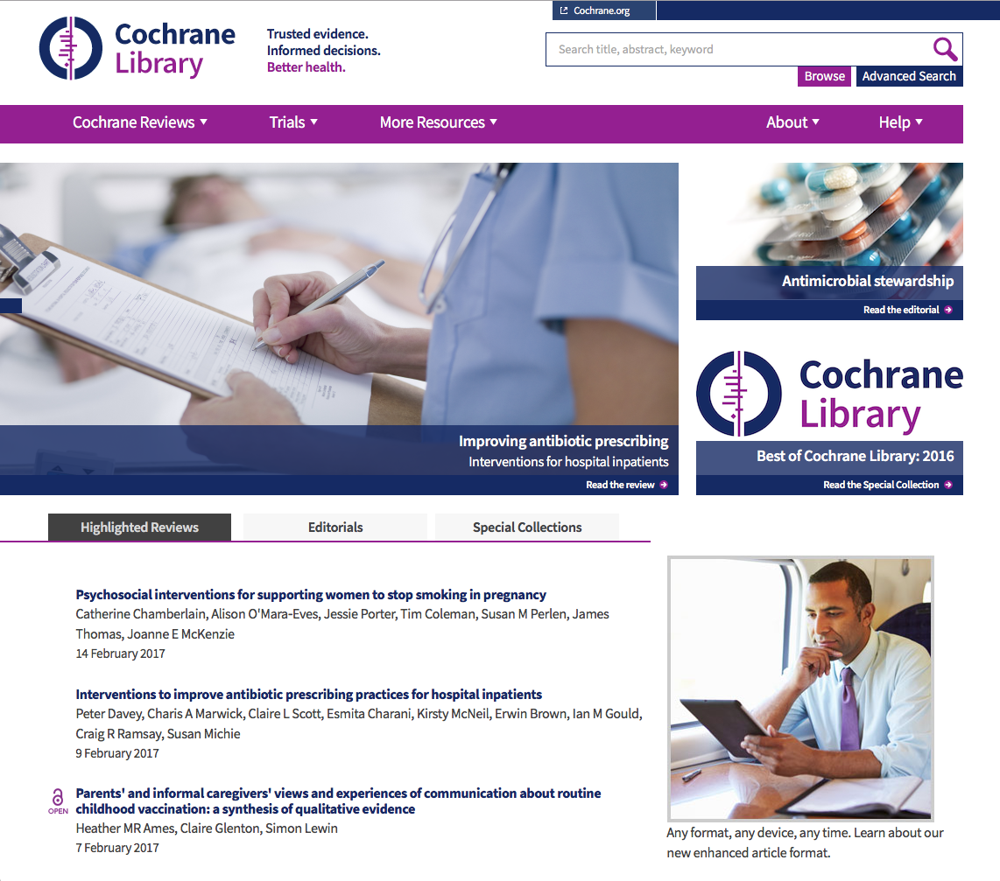 Cochrane.org
Cochrane
Library
Trusted evidence.
Informed decisions.
Better health.
Search title, abstract, keyword
Browse
Advanced Search
Cochrane Reviews
Trials
More Resources
About
Help
Improving antibiotic prescribing
Interventions for hospital inpatients
Read the review
Antimicrobial stewardship
Read the editorial
Cochrane
Library
Best of Cochrane Library: 2016
Read the Special Collection
Highlighted Reviews
Editorials
Special Collections
Psychosocial interventions for supporting women to stop smoking in pregnancy
Catherine Chamberlain, Alison O'Mara-Eves, Jessie Porter, Tim Coleman, Susan M Perlen, James
Thomas, Joanne E McKenzie
14 February 2017
Interventions to improve antibiotic prescribing practices for hospital inpatients
Peter Davey, Charis A Marwick, Claire L Scott, Esmita Charani, Kirsty McNeil, Erwin Brown, Ian M Gould,
Craig R Ramsay, Susan Michie
9 February 2017
OPEN
Parents' and informal caregivers' views and experiences of communication about routine
childhood vaccination: a synthesis of qualitative evidence
Heather MR Ames, Claire Glenton, Simon Lewin
7 February 2017
Any format, any device, any time. Learn about our
new enhanced article format.